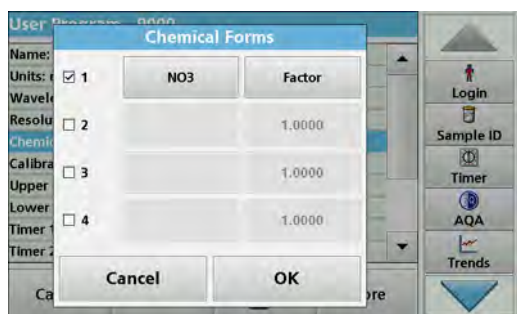 User Program 9000
Chemical Forms
Name:
Units:
1 NO3 Factor
Wavele
Resolu
2 1.0000
Chemic
Calibra
3 1.0000
Upper
Lower
4 1.0000
Timer 1
Timer 2
Cancel OK
Ca ore
Login
Sample ID
Timer
AQA
Trends